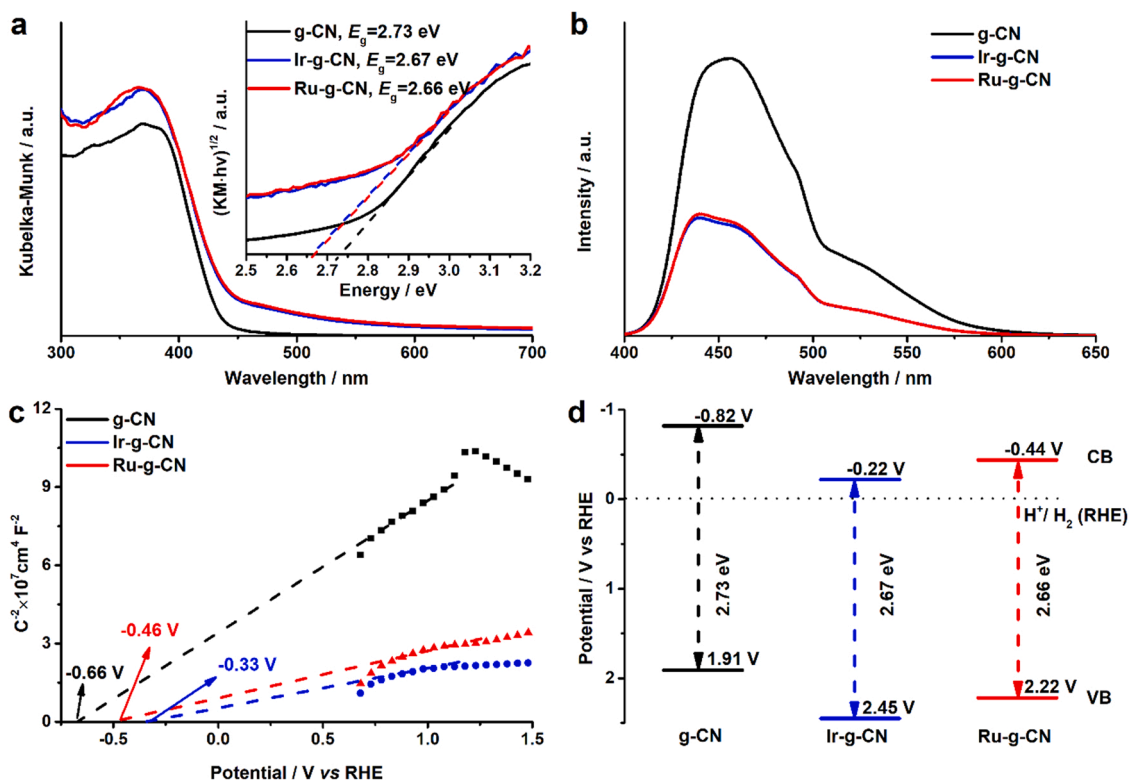 a
g-CN, Eg=2.73 eV
Ir-g-CN, Eg=2.67 eV
Ru-g-CN, Eg=2.66 eV
(KM·hv)1/2 / a.u.
2.5 2.6 2.7 2.8 2.9 3.0 3.1 3.2
Energy / eV
Kubelka-Munk / a.u.
300 400 500 600 700
Wavelength / nm
b
g-CN
Ir-g-CN
Ru-g-CN
Intensity / a.u.
400 450 500 550 600 650
Wavelength / nm
c
g-CN
Ir-g-CN
Ru-g-CN
C-2×107cm4 F-2
12
9
6
3
0
-0.66 V
-0.46 V
-0.33 V
-0.5 0.0 0.5 1.0 1.5
Potential / V vs RHE
d
Potential / V vs RHE
-1
0
1
2
-0.82 V
2.73 eV
1.91 V
g-CN
-0.22 V
2.67 eV
2.45 V
Ir-g-CN
-0.44 V
CB
H+/ H2 (RHE)
2.66 eV
2.22 V
VB
Ru-g-CN